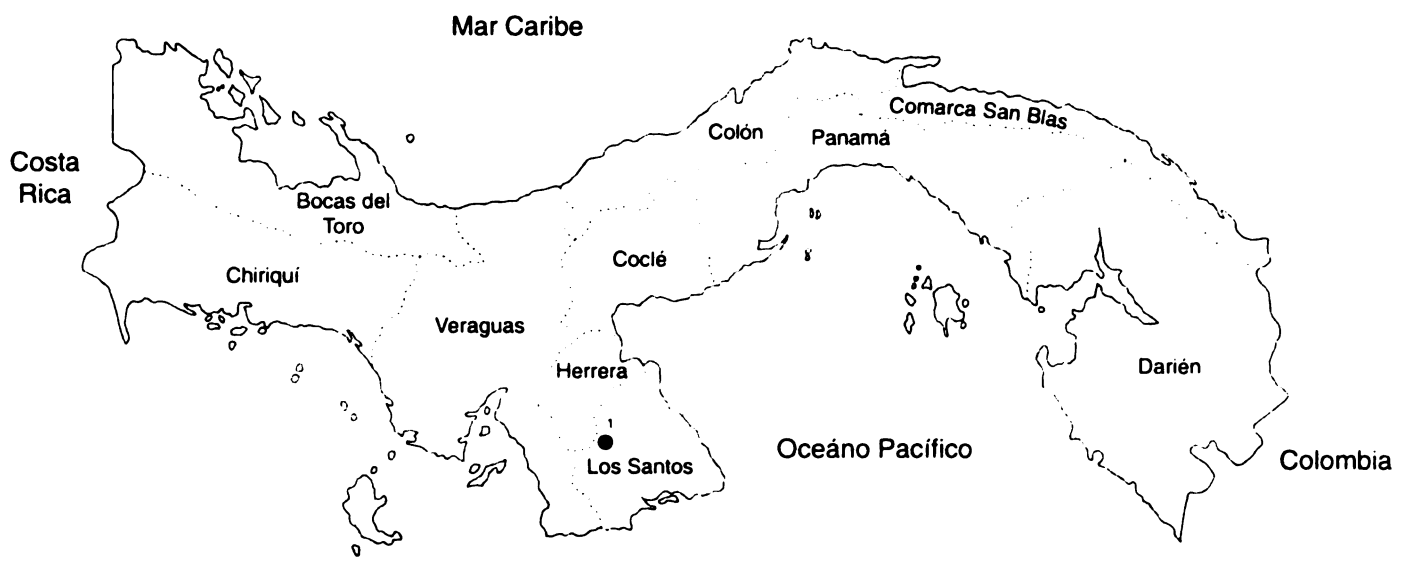 Mar Caribe
Costa
Rica
Colón
Panamá
Comarca San Blas
Bocas del
Toro
Chiriquí
Coclé
Veraguas
Herrera
1
Los Santos
Darién
Oceáno Pacífico
Colombia